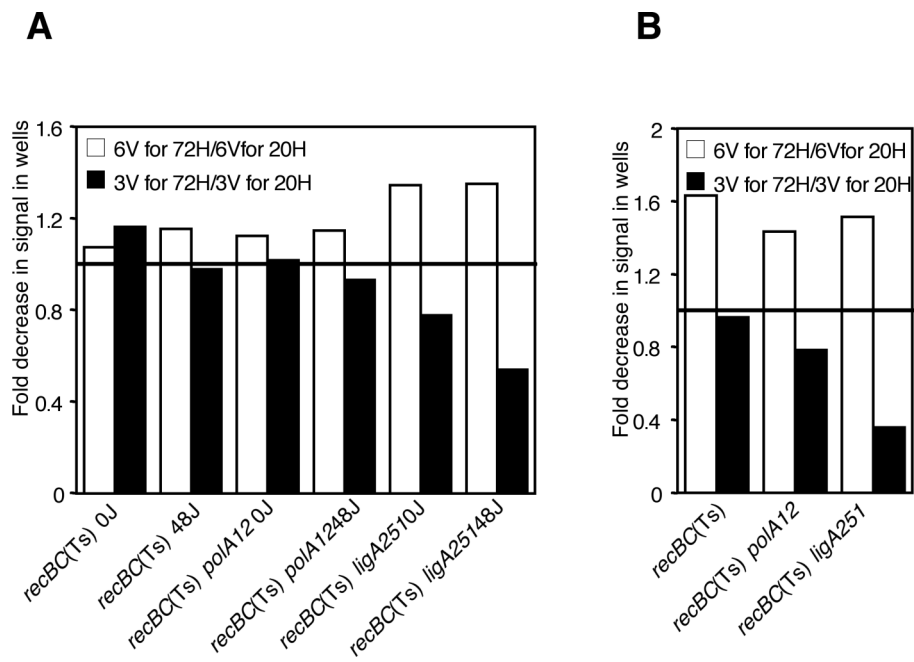 A
Fold decrease in signal in wells
1.6
1.2
0.8
0.4
0
6V for 72H/6Vfor 20H
3V for 72H/3V for 20H
recBC(Ts) 0J
recBC(Ts) 48J
recBC(Ts) polA12 0J
recBC(Ts) polA1248J
recBC(Ts) ligA2510J
recBC(Ts) ligA25148J
B
Fold decrease in signal in wells
2
1.6
1.2
0.8
0.4
0
6V for 72H/6Vfor 20H
3V for 72H/3V for 20H
recBC(Ts)
recBC(Ts) polA12
recBC(Ts) ligA251